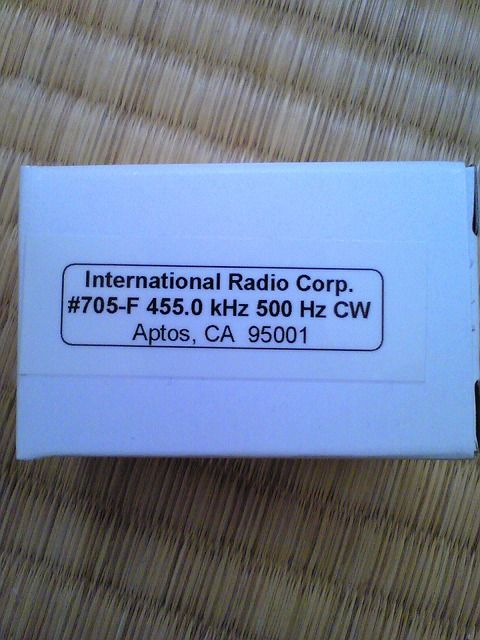 International Radio Corp.
#705-F 455.0 kHz 500 Hz CW
Aptos, CA 95001